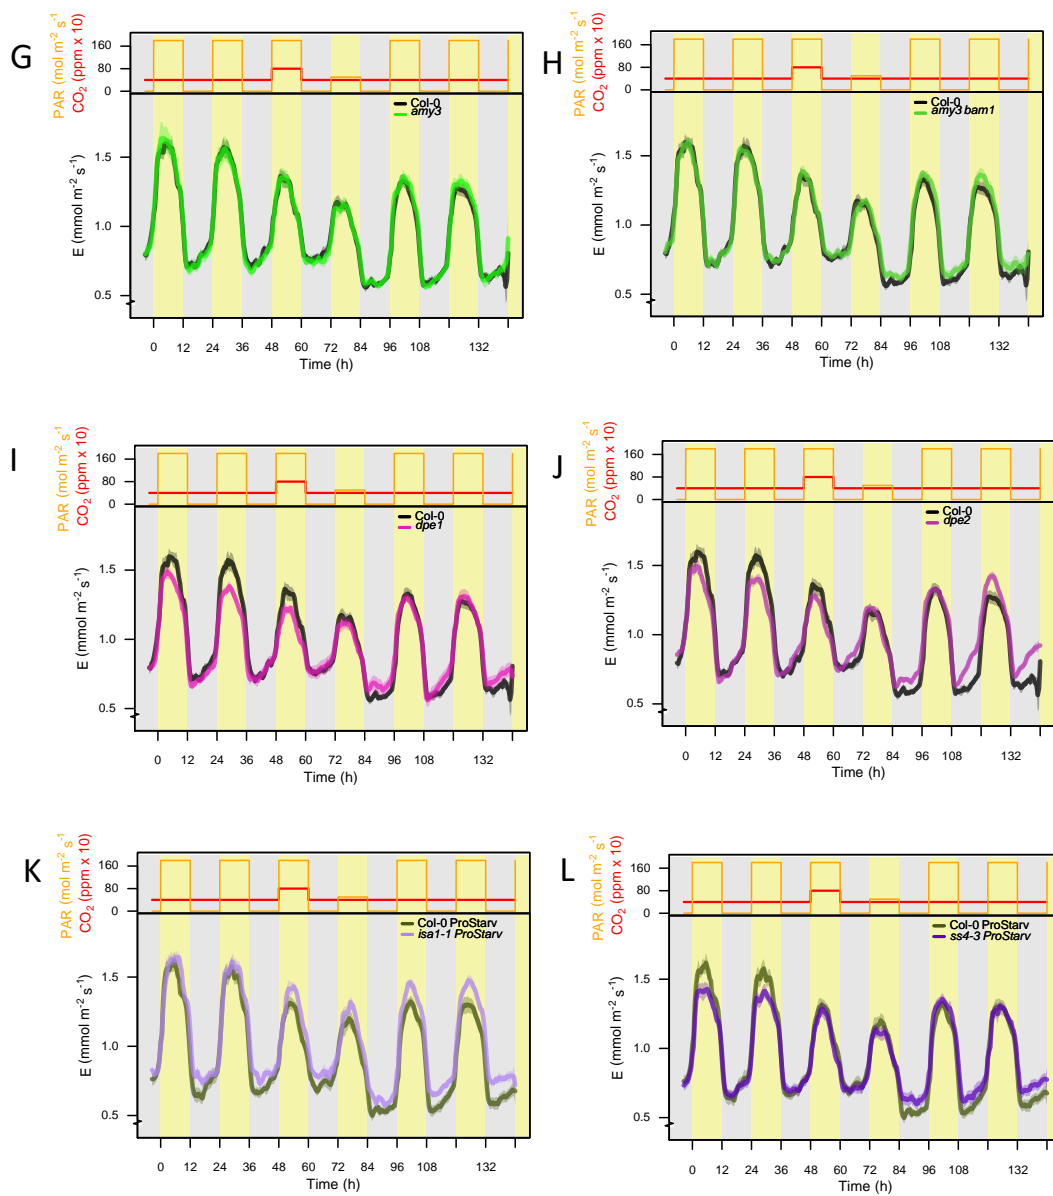 G
PAR (mol m-2 s-1)
CO2 (ppm x 10)
160
80
0
Col-0
amy3
E (mmol m-2 s-1)
1.5
1.0
0.5
0 12 24 36 48 60 72 84 96 108 132
Time (h)
H
PAR (mol m-2 s-1)
CO2 (ppm x 10)
160
80
0
Col-0
amy3 bam1
E (mmol m-2 s-1)
1.5
1.0
0.5
0 12 24 36 48 60 72 84 96 108 132
Time (h)
I
PAR (mol m-2 s-1)
CO2 (ppm x 10)
160
80
0
Col-0
dpe1
E (mmol m-2 s-1)
1.5
1.0
0.5
0 12 24 36 48 60 72 84 96 108 132
Time (h)
J
PAR (mol m-2 s-1)
CO2 (ppm x 10)
160
80
0
Col-0
dpe2
E (mmol m-2 s-1)
1.5
1.0
0.5
0 12 24 36 48 60 72 84 96 108 132
Time (h)
K
PAR (mol m-2 s-1)
CO2 (ppm x 10)
160
80
0
Col-0 ProStarv
isa1-1 ProStarv
E (mmol m-2 s-1)
1.5
1.0
0.5
0 12 24 36 48 60 72 84 96 108 132
Time (h)
L
PAR (mol m-2 s-1)
CO2 (ppm x 10)
160
80
0
Col-0 ProStarv
ss4-3 ProStarv
E (mmol m-2 s-1)
1.5
1.0
0.5
0 12 24 36 48 60 72 84 96 108 132
Time (h)